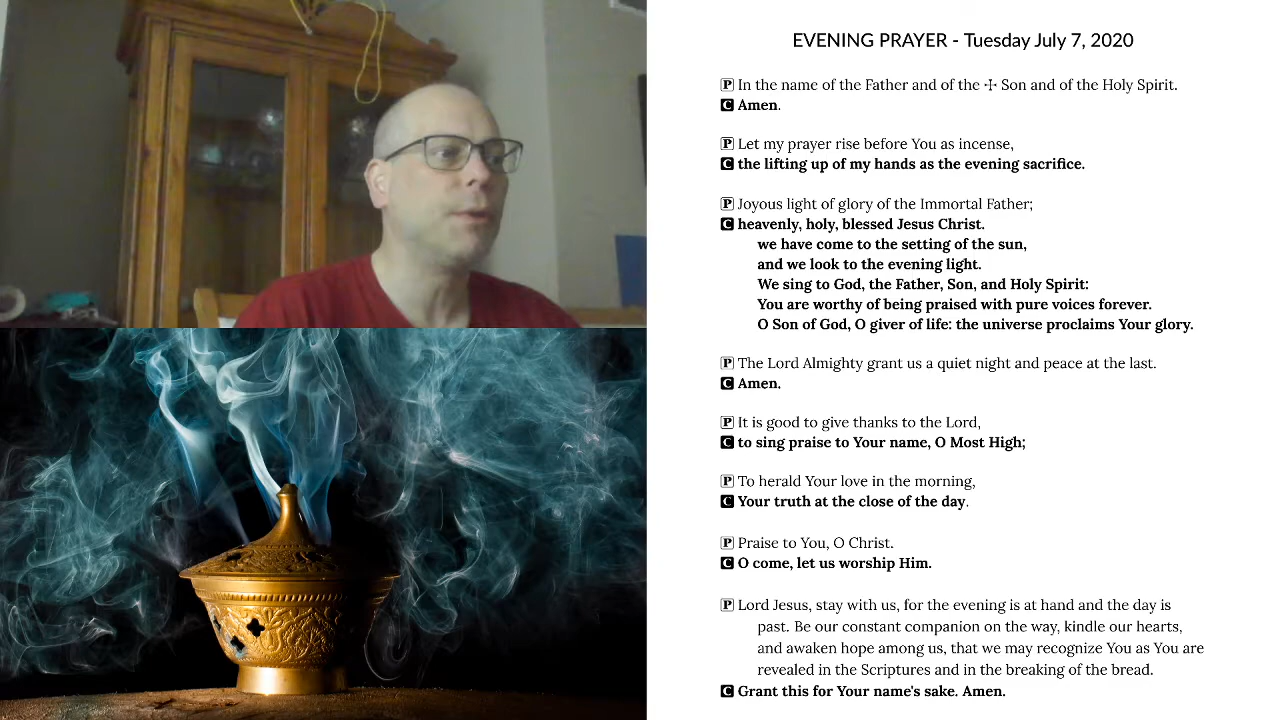 EVENING PRAYER - Tuesday July 7, 2020
P In the name of the Father and of the ☩ Son and of the Holy Spirit.
C Amen.
P Let my prayer rise before You as incense,
C the lifting up of my hands as the evening sacrifice.
P Joyous light of glory of the Immortal Father;
C heavenly, holy, blessed Jesus Christ.
we have come to the setting of the sun,
and we look to the evening light.
We sing to God, the Father, Son, and Holy Spirit:
You are worthy of being praised with pure voices forever.
O Son of God, O giver of life: the universe proclaims Your glory.
P The Lord Almighty grant us a quiet night and peace at the last.
C Amen.
P It is good to give thanks to the Lord,
C to sing praise to Your name, O Most High;
P To herald Your love in the morning,
C Your truth at the close of the day.
P Praise to You, O Christ.
C O come, let us worship Him.
P Lord Jesus, stay with us, for the evening is at hand and the day is
past. Be our constant companion on the way, kindle our hearts,
and awaken hope among us, that we may recognize You as You are
revealed in the Scriptures and in the breaking of the bread.
C Grant this for Your name's sake. Amen.